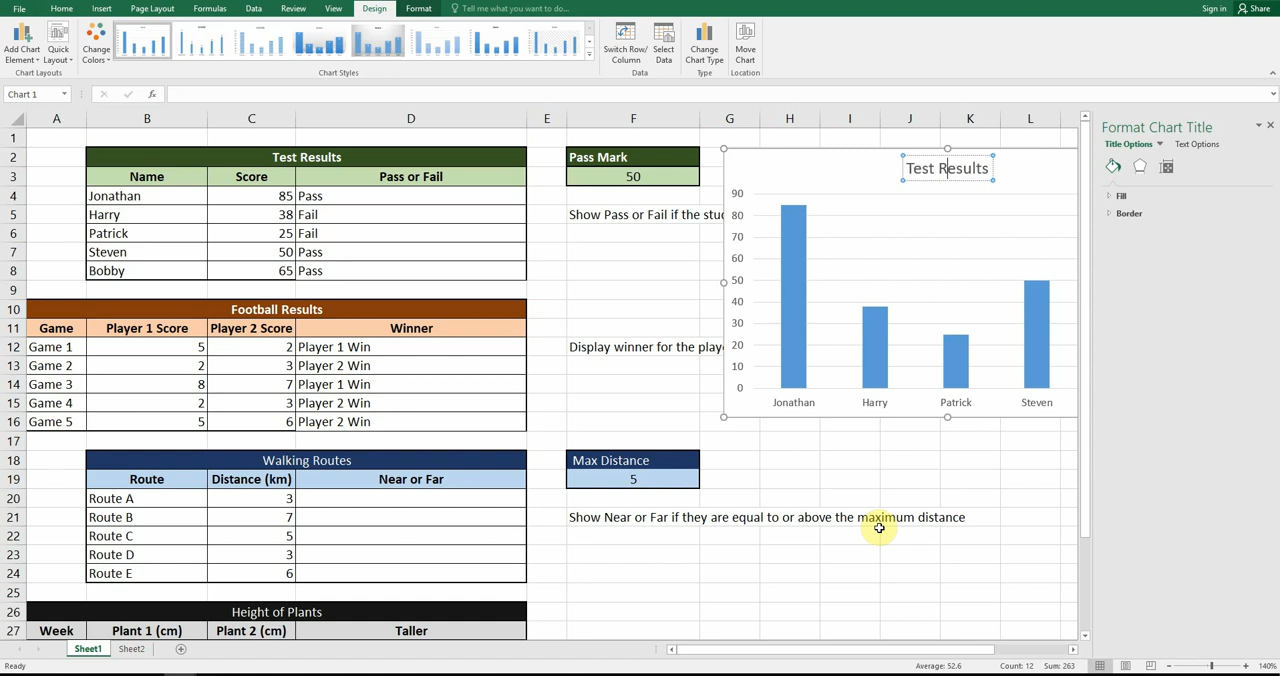 File Home Insert Page Layout Formulas Data Review View Design Format Tell me what you want to do... Sign in Share
Add Chart Element Quick Layout Change Colors Switch Row/ Column Select Data Change Chart Type Move Chart
Chart Layouts Chart Styles Data Type Location
Chart 1 fx
A B C D E F G H I J K L
1
2 Test Results Pass Mark
3 Name Score Pass or Fail 50
4 Jonathan 85 Pass
5 Harry 38 Fail Show Pass or Fail if the stu
6 Patrick 25 Fail
7 Steven 50 Pass
8 Bobby 65 Pass
9
10 Football Results
11 Game Player 1 Score Player 2 Score Winner
12 Game 1 5 2 Player 1 Win Display winner for the playe
13 Game 2 2 3 Player 2 Win
14 Game 3 8 7 Player 1 Win
15 Game 4 2 3 Player 2 Win
16 Game 5 5 6 Player 2 Win
17
18 Walking Routes Max Distance
19 Route Distance (km) Near or Far 5
20 Route A 3
21 Route B 7 Show Near or Far if they are equal to or above the maximum distance
22 Route C 5
23 Route D 3
24 Route E 6
25
26 Height of Plants
27 Week Plant 1 (cm) Plant 2 (cm) Taller
Test Results
90
80
70
60
50
40
30
20
10
0
Jonathan Harry Patrick Steven
Format Chart Title
Title Options Text Options
Fill
Border
Sheet1 Sheet2
Ready Average: 52.6 Count: 12 Sum: 263 140%